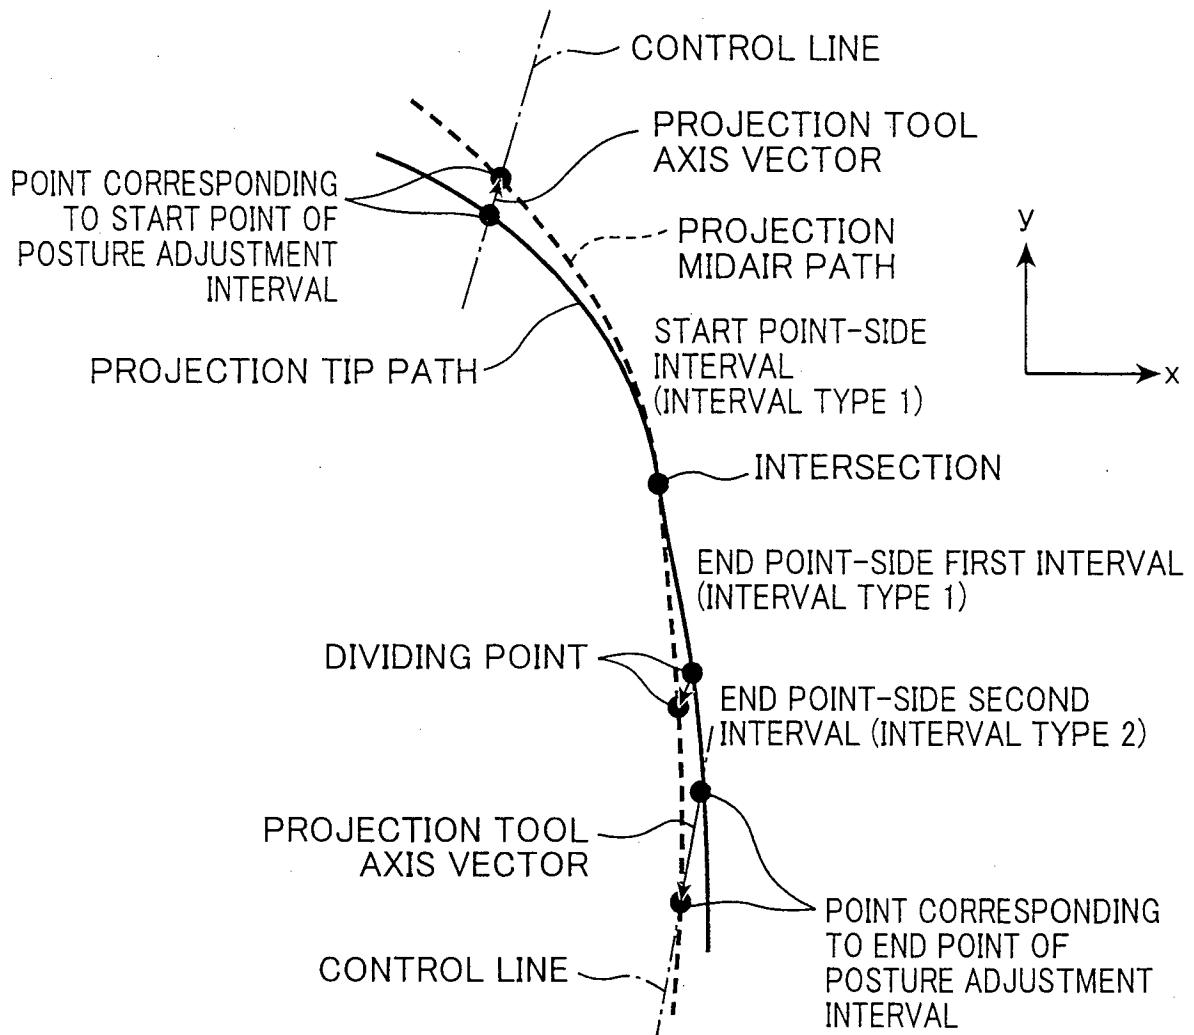 CONTROL LINE
PROJECTION TOOL
AXIS VECTOR
POINT CORRESPONDING
TO START POINT OF
POSTURE ADJUSTMENT
INTERVAL
PROJECTION
MIDAIR PATH
y
x
START POINT-SIDE
INTERVAL
(INTERVAL TYPE 1)
PROJECTION TIP PATH
INTERSECTION
END POINT-SIDE FIRST INTERVAL
(INTERVAL TYPE 1)
DIVIDING POINT
END POINT-SIDE SECOND
INTERVAL (INTERVAL TYPE 2)
PROJECTION TOOL
AXIS VECTOR
POINT CORRESPONDING
TO END POINT OF
POSTURE ADJUSTMENT
INTERVAL
CONTROL LINE